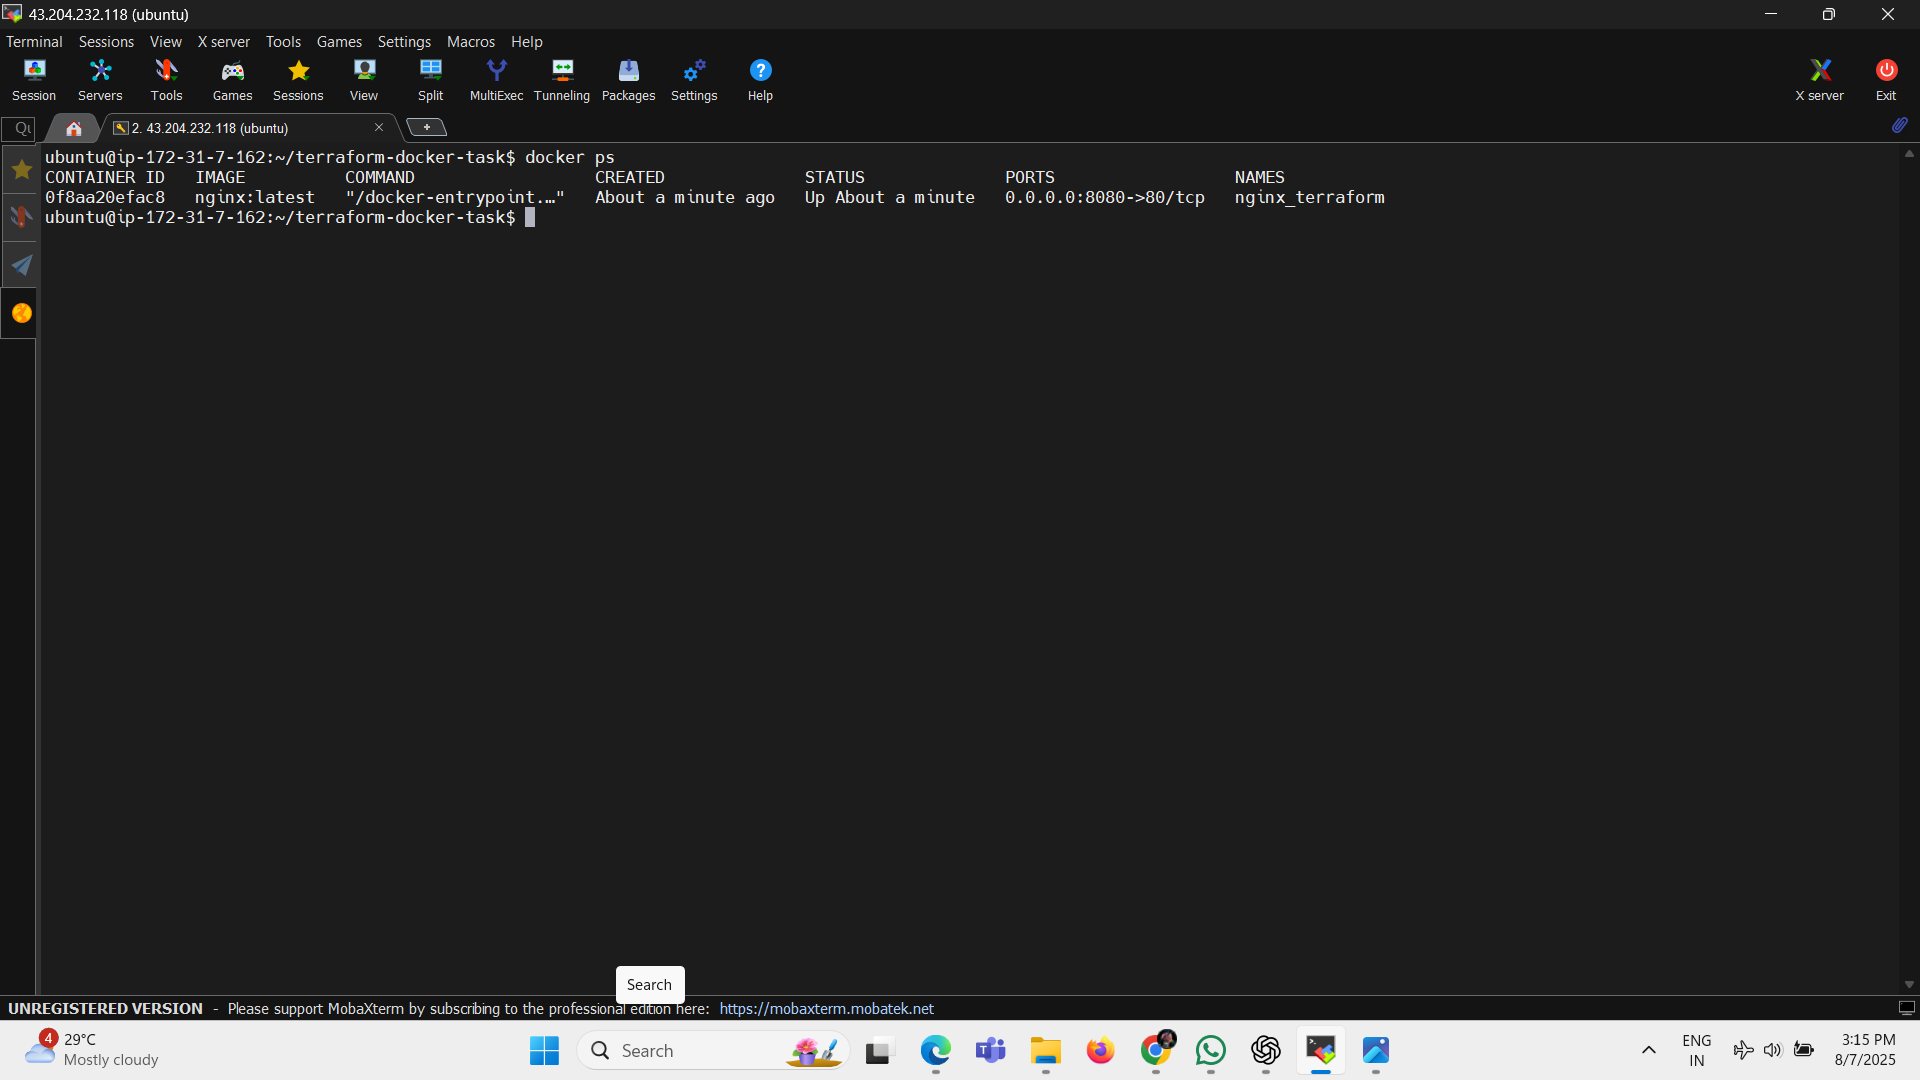 43.204.232.118 (ubuntu)
Terminal Sessions View X server Tools Games Settings Macros Help
Session Servers Tools Games Sessions View Split MultiExec Tunneling Packages Settings Help X server Exit
2. 43.204.232.118 (ubuntu)
ubuntu@ip-172-31-7-162:~/terraform-docker-task$ docker ps
CONTAINER ID IMAGE COMMAND CREATED STATUS PORTS NAMES
0f8aa20efac8 nginx:latest "/docker-entrypoint.…" About a minute ago Up About a minute 0.0.0.0:8080->80/tcp nginx_terraform
ubuntu@ip-172-31-7-162:~/terraform-docker-task$
Search
UNREGISTERED VERSION - Please support MobaXterm by subscribing to the professional edition here: https://mobaxterm.mobatek.net
4
29°C
Mostly cloudy
Search
ENG
IN
3:15 PM
8/7/2025